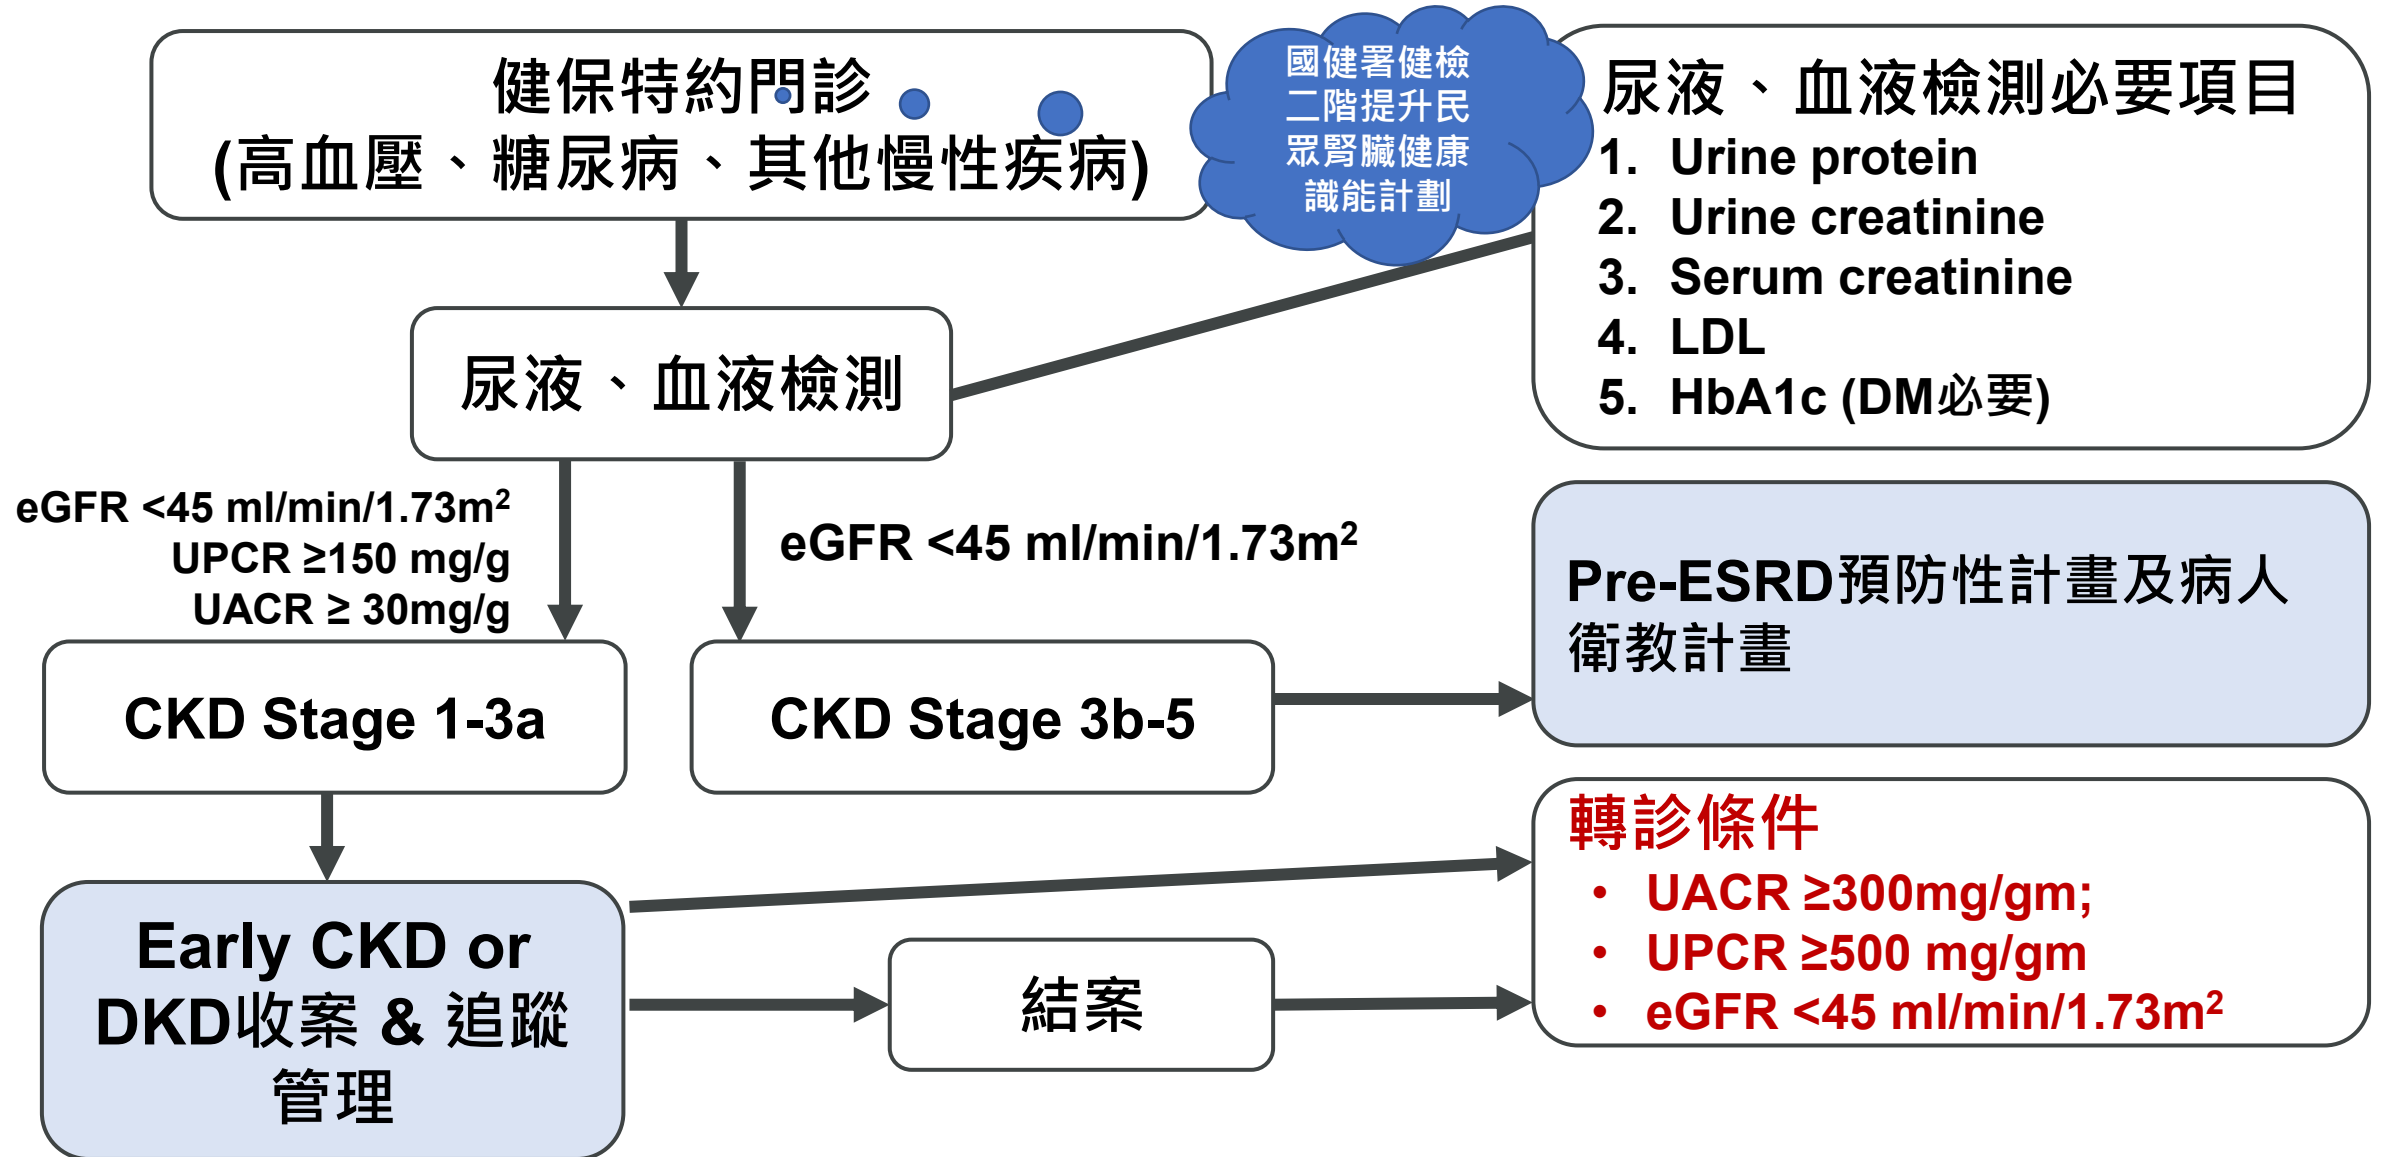 健保特約門診
(高血壓、糖尿病、其他慢性疾病)
國健署健檢
二階提升民
眾腎臟健康
識能計劃
尿液、血液檢測必要項目
1. Urine protein
2. Urine creatinine
3. Serum creatinine
4. LDL
5. HbA1c (DM必要)
尿液、血液檢測
eGFR <45 ml/min/1.73m²
UPCR ≥150 mg/g
UACR ≥ 30mg/g
eGFR <45 ml/min/1.73m²
Pre-ESRD預防性計畫及病人
衛教計畫
CKD Stage 1-3a
CKD Stage 3b-5
轉診條件
• UACR ≥300mg/gm;
• UPCR ≥500 mg/gm
• eGFR <45 ml/min/1.73m²
Early CKD or
DKD收案 & 追蹤
管理
結案